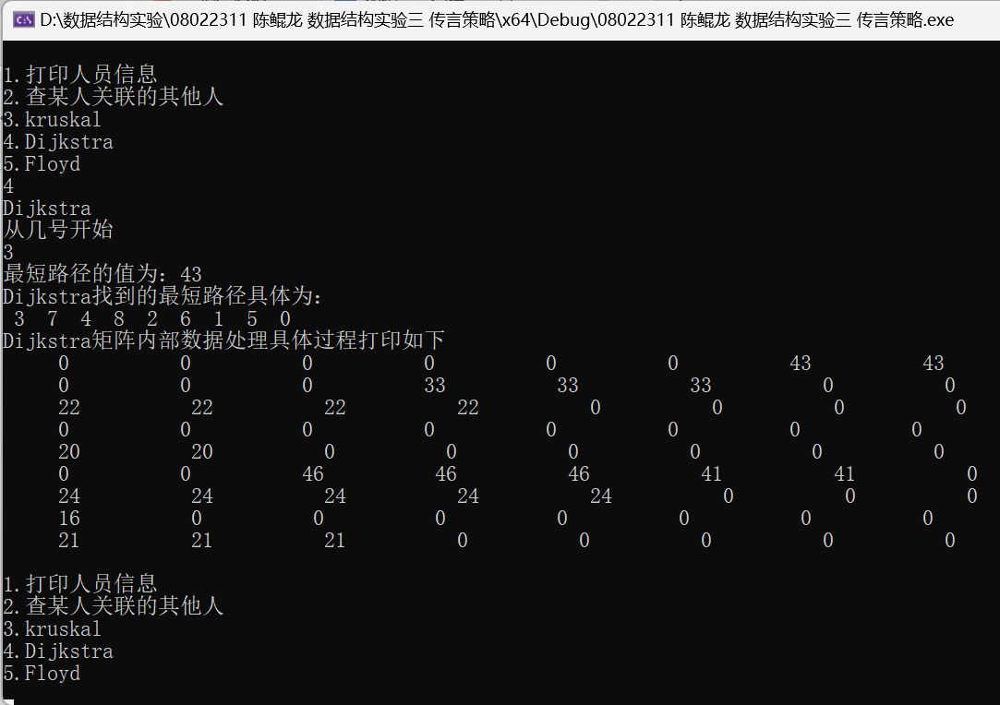 D:\数据结构实验\08022311 陈鲲龙 数据结构实验三 传言策略\x64\Debug\08022311 陈鲲龙 数据结构实验三 传言策略.exe
1.打印人员信息
2.查某人关联的其他人
3.kruskal
4.Dijkstra
5.Floyd
4
Dijkstra
从几号开始
3
最短路径的值为: 43
Dijkstra找到的最短路径具体为:
3 7 4 8 2 6 1 5 0
Dijkstra矩阵内部数据处理具体过程打印如下
0 0 0 0 0 0 43 43
0 0 0 33 33 33 0 0
22 22 22 22 0 0 0 0
0 0 0 0 0 0 0 0
20 20 0 0 0 0 0 0
0 0 46 46 46 41 41 0
24 24 24 24 24 0 0 0
16 0 0 0 0 0 0 0
21 21 21 0 0 0 0 0
1.打印人员信息
2.查某人关联的其他人
3.kruskal
4.Dijkstra
5.Floyd